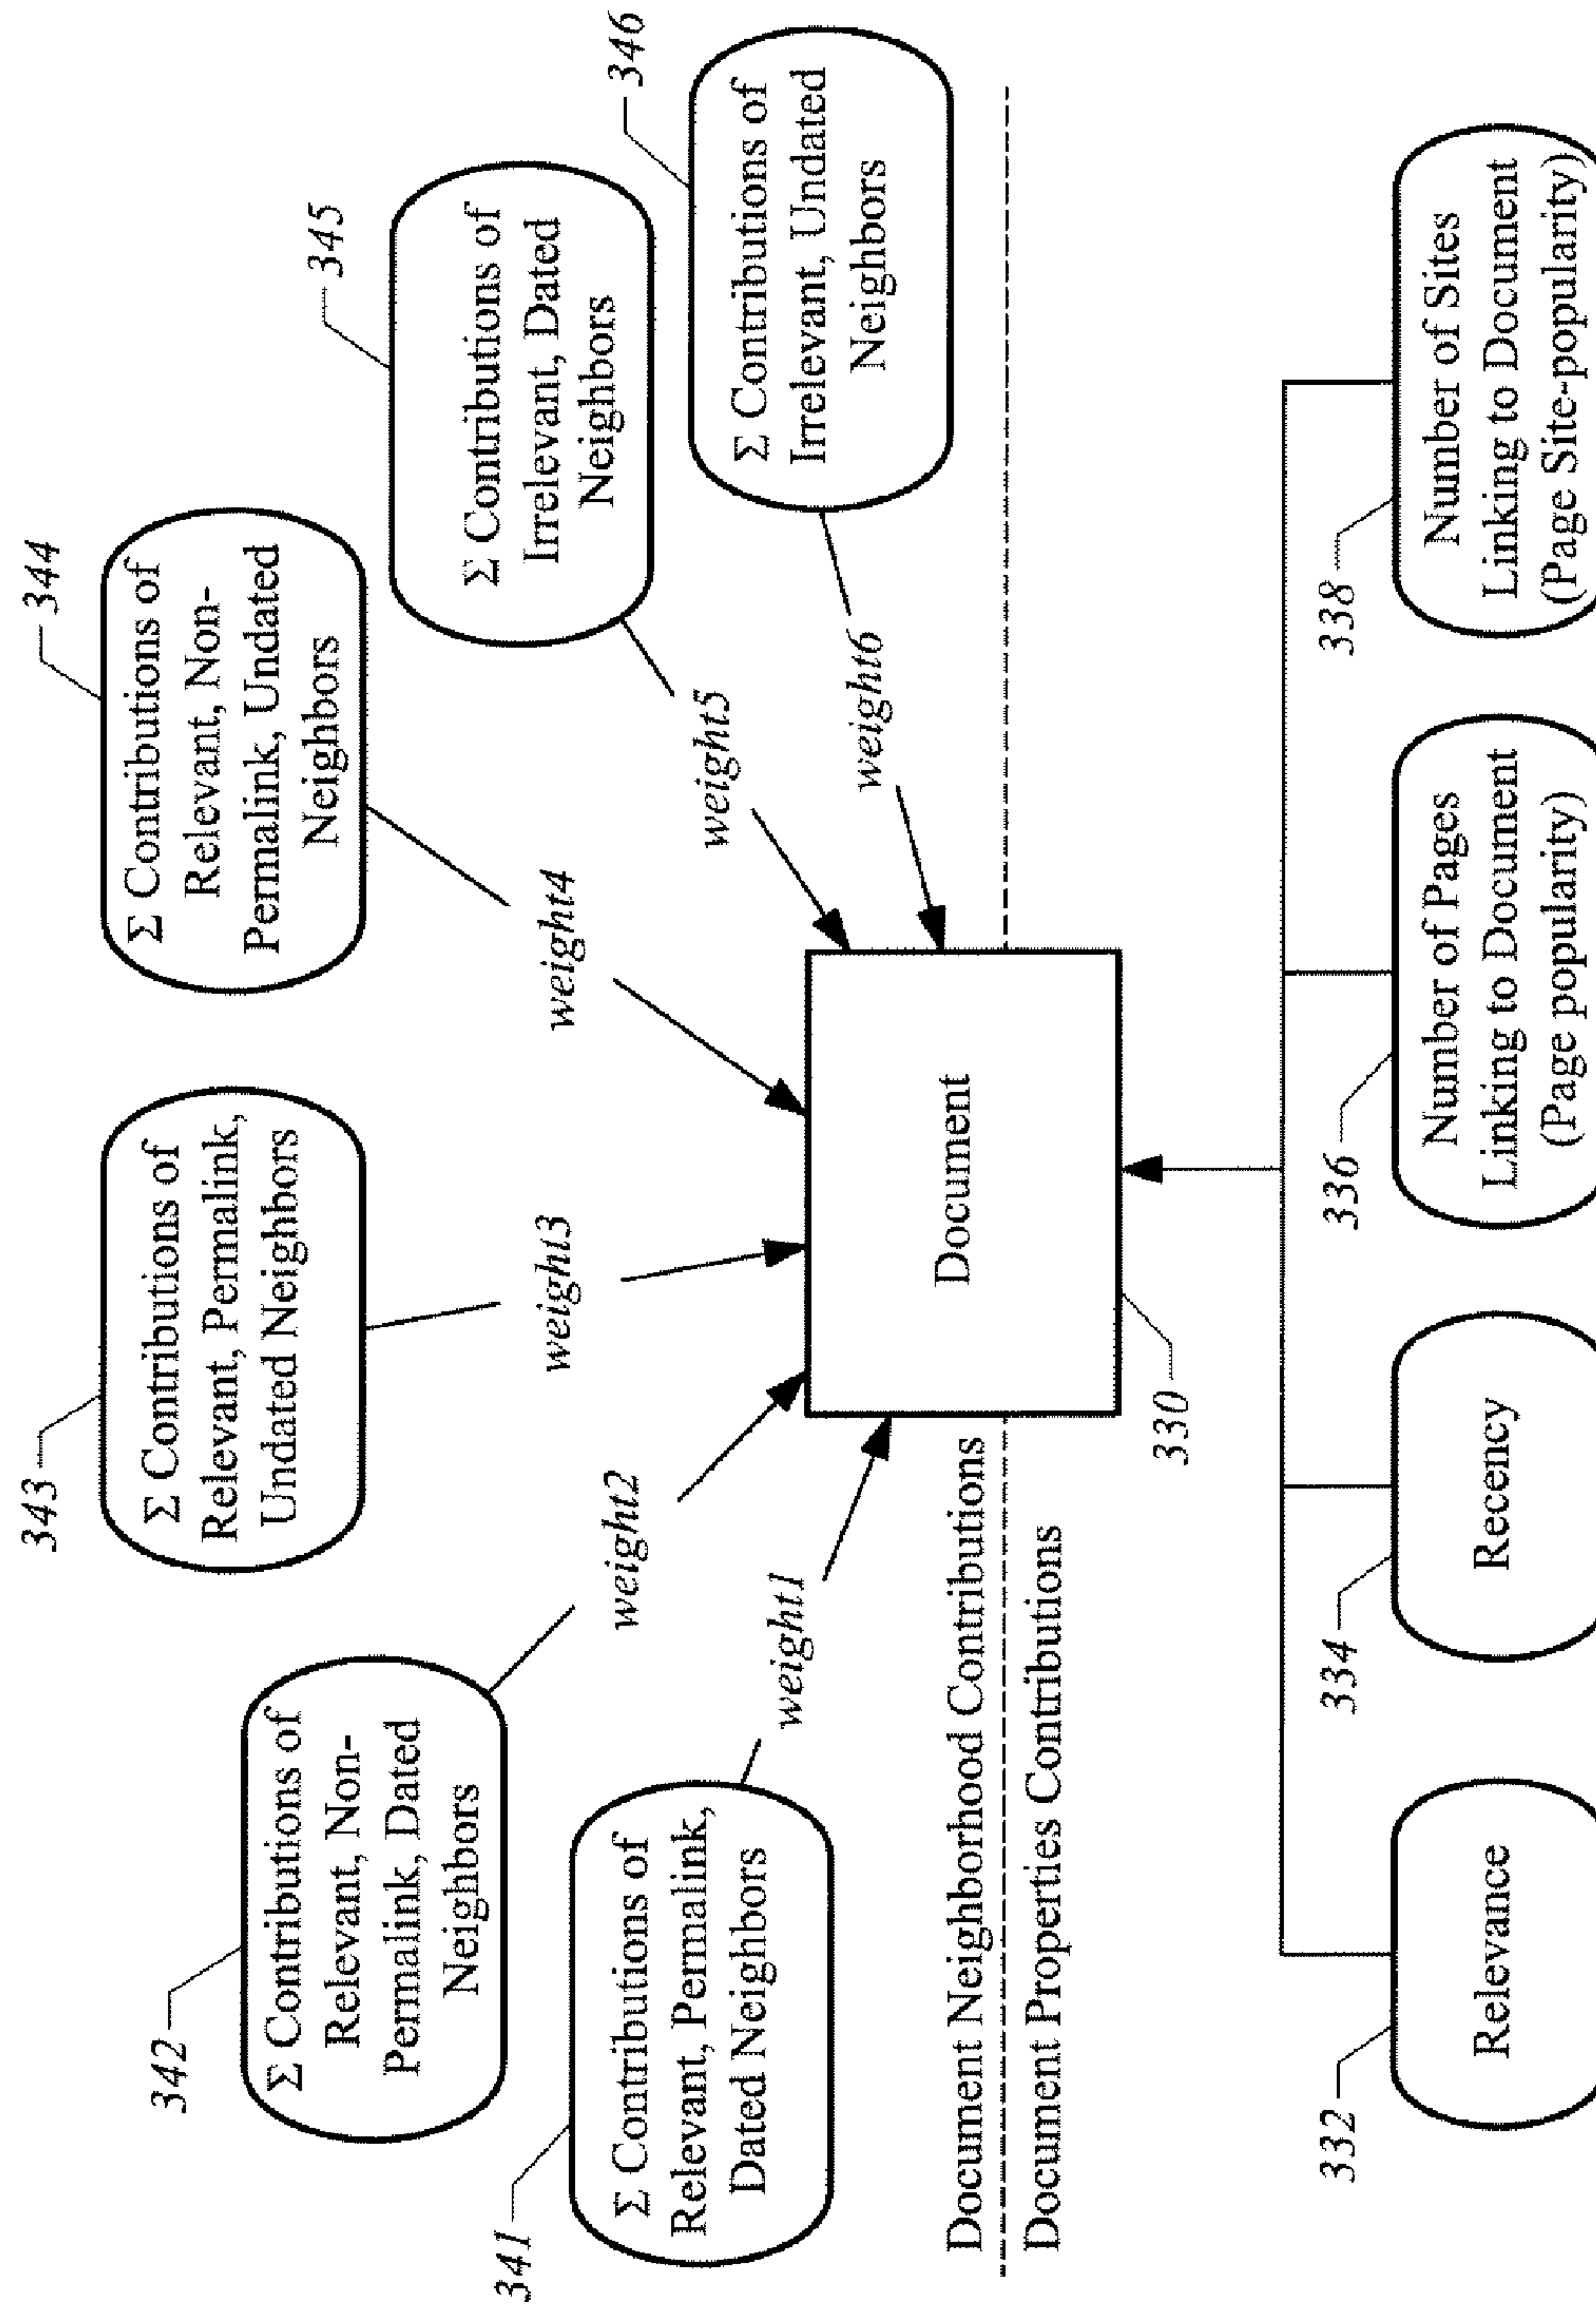 343
Σ Contributions of
Relevant, Permalink,
Undated Neighbors
344
Σ Contributions of
Relevant, Non-
Permalink, Undated
Neighbors
342
Σ Contributions of
Relevant, Non-
Permalink, Dated
Neighbors
345
Σ Contributions of
Irrelevant, Dated
Neighbors
341
Σ Contributions of
Relevant, Permalink,
Dated Neighbors
346
Σ Contributions of
Irrelevant, Undated
Neighbors
weight1
weight2
weight3
weight4
weight5
weight6
Document Neighborhood Contributions
Document Properties Contributions
Document
330
332
Relevance
334
Recency
336
Number of Pages
Linking to Document
(Page popularity)
338
Number of Sites
Linking to Document
(Page Site-popularity)